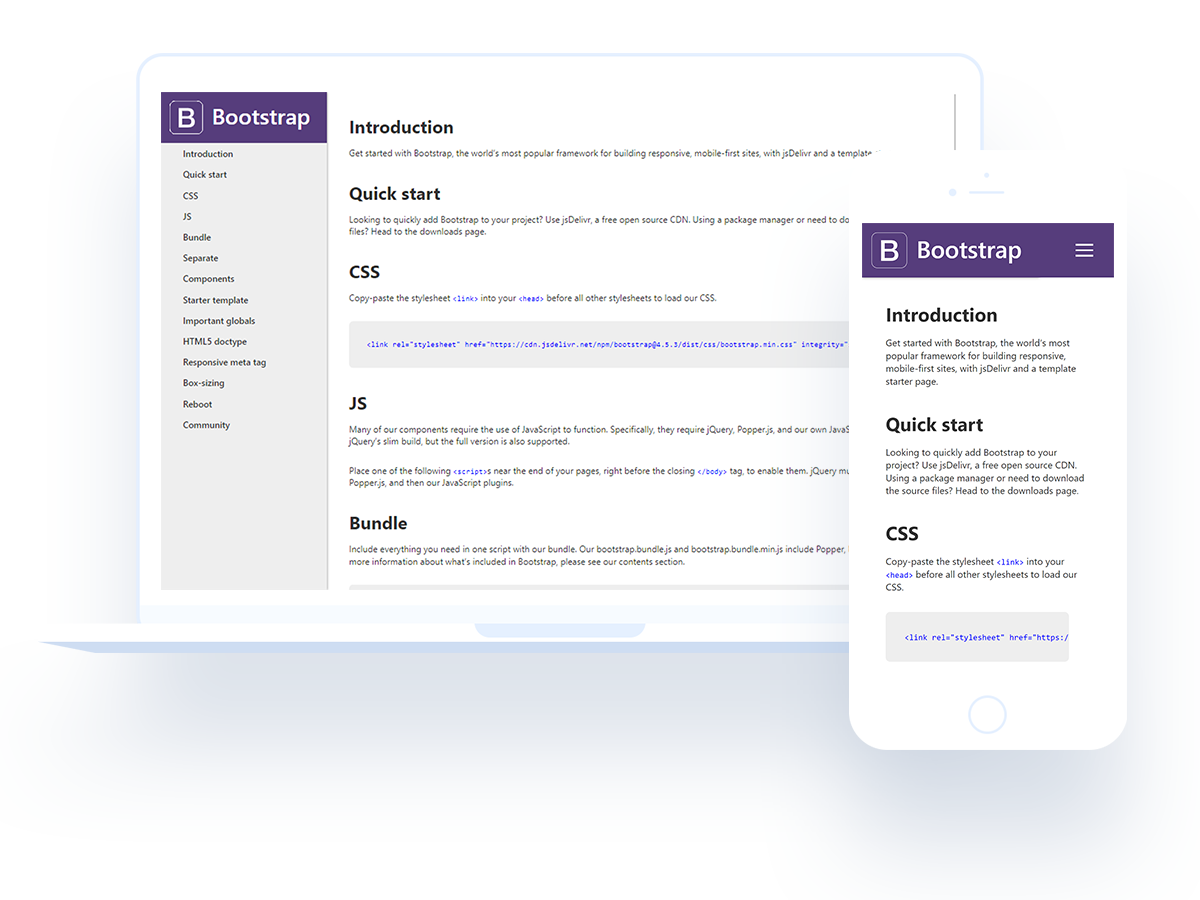 B Bootstrap
Introduction
Quick start
CSS
JS
Bundle
Separate
Components
Starter template
Important globals
HTML5 doctype
Responsive meta tag
Box-sizing
Reboot
Community
Introduction
Get started with Bootstrap, the world's most popular framework for building responsive, mobile-first sites, with jsDelivr and a template
Quick start
Looking to quickly add Bootstrap to your project? Use jsDelivr, a free open source CDN. Using a package manager or need to do
files? Head to the downloads page.
CSS
Copy-paste the stylesheet <link> into your <head> before all other stylesheets to load our CSS.
<link rel="stylesheet" href="https://cdn.jsdelivr.net/npm/bootstrap@4.5.3/dist/css/bootstrap.min.css" integrity="
JS
Many of our components require the use of JavaScript to function. Specifically, they require jQuery, Popper.js, and our own JavaS
jQuery's slim build, but the full version is also supported.
Place one of the following <script>s near the end of your pages, right before the closing </body> tag, to enable them. jQuery mu
Popper.js, and then our JavaScript plugins.
Bundle
Include everything you need in one script with our bundle. Our bootstrap.bundle.js and bootstrap.bundle.min.js include Popper,
more information about what's included in Bootstrap, please see our contents section.
B Bootstrap
Introduction
Get started with Bootstrap, the world's most
popular framework for building responsive,
mobile-first sites, with jsDelivr and a template
starter page.
Quick start
Looking to quickly add Bootstrap to your
project? Use jsDelivr, a free open source CDN.
Using a package manager or need to download
the source files? Head to the downloads page.
CSS
Copy-paste the stylesheet <link> into your
<head> before all other stylesheets to load our
CSS.
<link rel="stylesheet" href="https:/